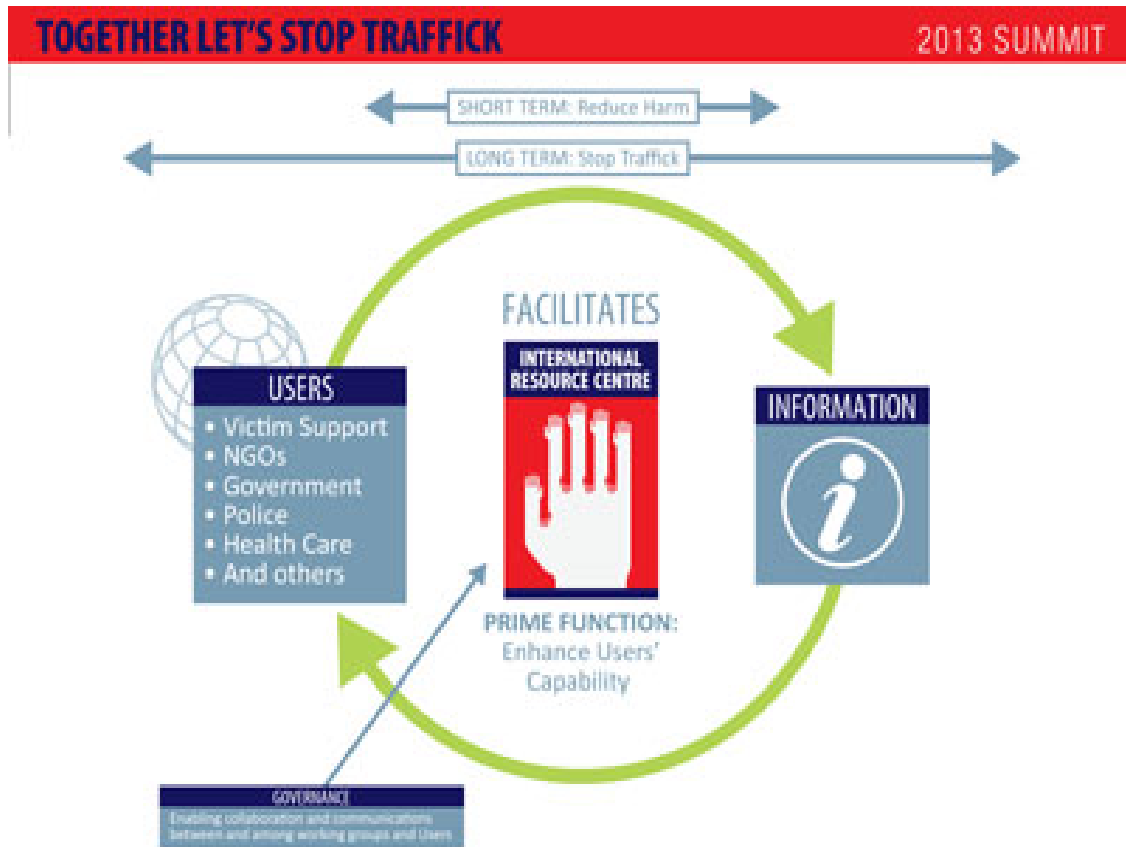 TOGETHER LET'S STOP TRAFFICK
2013 SUMMIT
SHORT TERM: Reduce Harm
LONG TERM: Stop Traffick
FACILITATES
INTERNATIONAL
RESOURCE CENTRE
USERS
• Victim Support
• NGOs
• Government
• Police
• Health Care
• And others
INFORMATION
i
PRIME FUNCTION:
Enhance Users'
Capability
GOVERNANCE
Enabling collaboration and communications
between and among working groups and Users